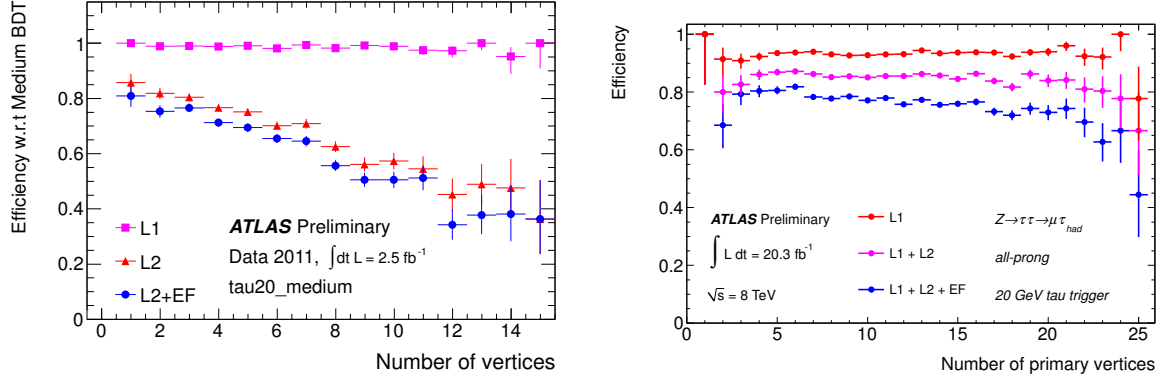 Efficiency w.r.t Medium BDT
1
0.8
0.6
0.4
0.2
0
0 2 4 6 8 10 12 14
Number of vertices
L1
L2
L2+EF
ATLAS Preliminary
Data 2011, ∫dt L = 2.5 fb⁻¹
tau20_medium
Efficiency
1
0.8
0.6
0.4
0.2
0
0 5 10 15 20 25
Number of primary vertices
ATLAS Preliminary
∫ L dt = 20.3 fb⁻¹
√s = 8 TeV
L1
L1 + L2
L1 + L2 + EF
Z→ττ→μτhad
all-prong
20 GeV tau trigger